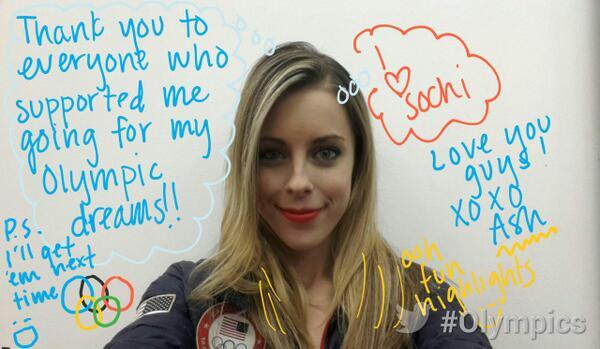 Thank you to
everyone who
supported me
going for my
Olympic
dreams!!
P.S.
I'll get
'em next
time
I ♡
sochi
Love you
guys!
XOXO
Ash
ooh
fun
highlights
#Olympics